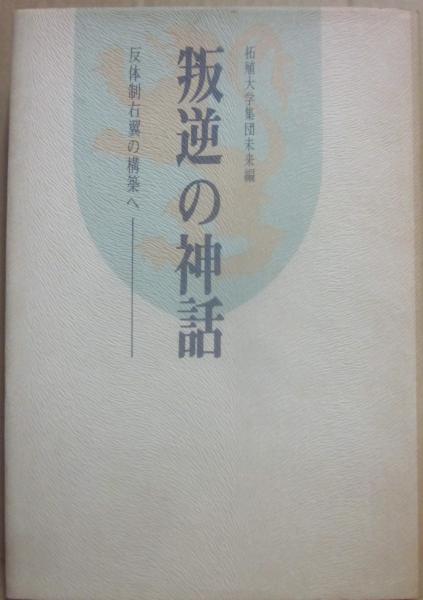 拓殖大学集団未来編
叛逆の神話
反体制右翼の構築へ